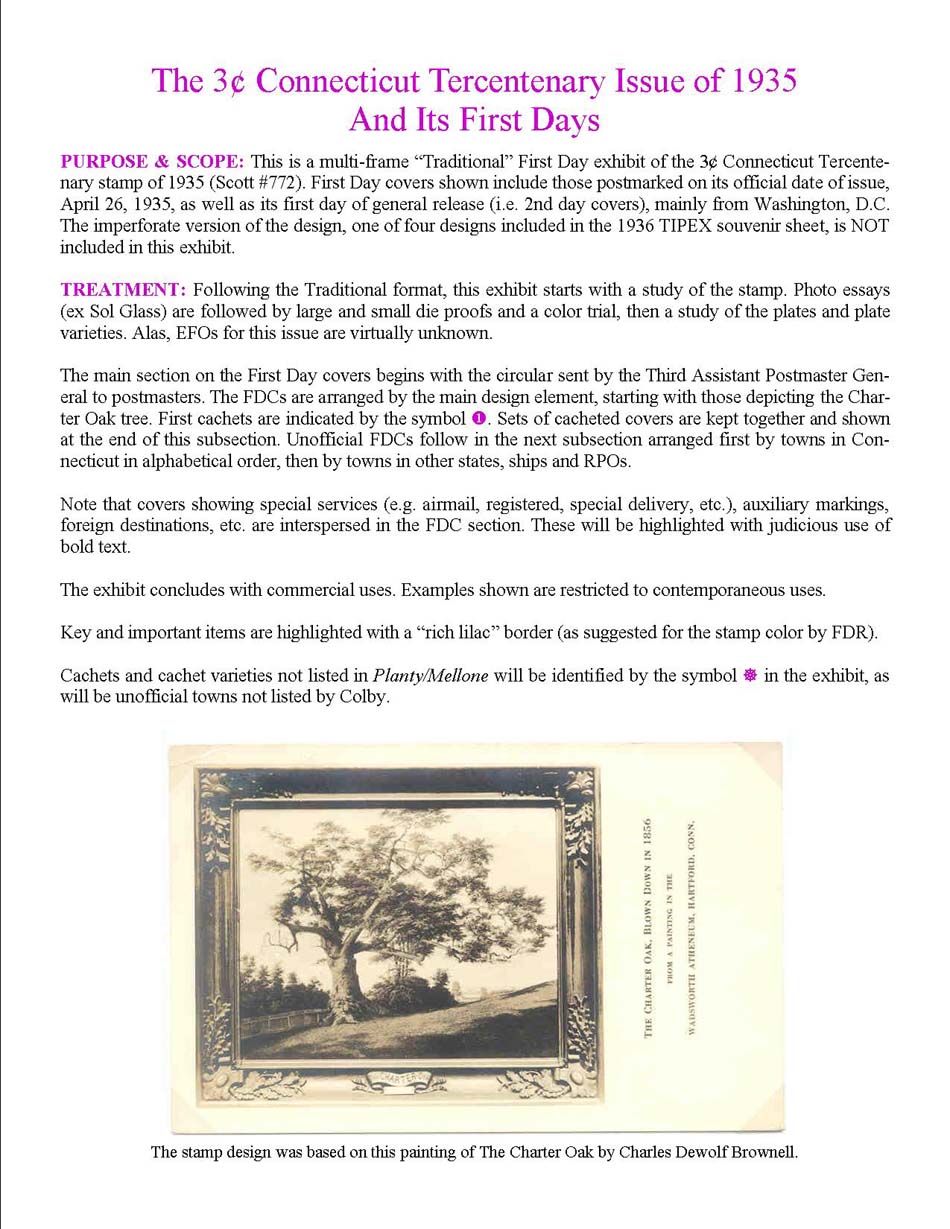 The 3¢ Connecticut Tercentenary Issue of 1935
And Its First Days
PURPOSE & SCOPE: This is a multi-frame “Traditional” First Day exhibit of the 3¢ Connecticut Tercente-
nary stamp of 1935 (Scott #772). First Day covers shown include those postmarked on its official date of issue,
April 26, 1935, as well as its first day of general release (i.e. 2nd day covers), mainly from Washington, D.C.
The imperforate version of the design, one of four designs included in the 1936 TIPEX souvenir sheet, is NOT
included in this exhibit.
TREATMENT: Following the Traditional format, this exhibit starts with a study of the stamp. Photo essays
(ex Sol Glass) are followed by large and small die proofs and a color trial, then a study of the plates and plate
varieties. Alas, EFOs for this issue are virtually unknown.
The main section on the First Day covers begins with the circular sent by the Third Assistant Postmaster Gen-
eral to postmasters. The FDCs are arranged by the main design element, starting with those depicting the Char-
ter Oak tree. First cachets are indicated by the symbol ❶. Sets of cacheted covers are kept together and shown
at the end of this subsection. Unofficial FDCs follow in the next subsection arranged first by towns in Con-
necticut in alphabetical order, then by towns in other states, ships and RPOs.
Note that covers showing special services (e.g. airmail, registered, special delivery, etc.), auxiliary markings,
foreign destinations, etc. are interspersed in the FDC section. These will be highlighted with judicious use of
bold text.
The exhibit concludes with commercial uses. Examples shown are restricted to contemporaneous uses.
Key and important items are highlighted with a “rich lilac” border (as suggested for the stamp color by FDR).
Cachets and cachet varieties not listed in Planty/Mellone will be identified by the symbol ☸ in the exhibit, as
will be unofficial towns not listed by Colby.
THE CHARTER OAK, BLOWN DOWN IN 1856
FROM A PAINTING IN THE
WADSWORTH ATHENEUM, HARTFORD, CONN.
CHARTER
The stamp design was based on this painting of The Charter Oak by Charles Dewolf Brownell.